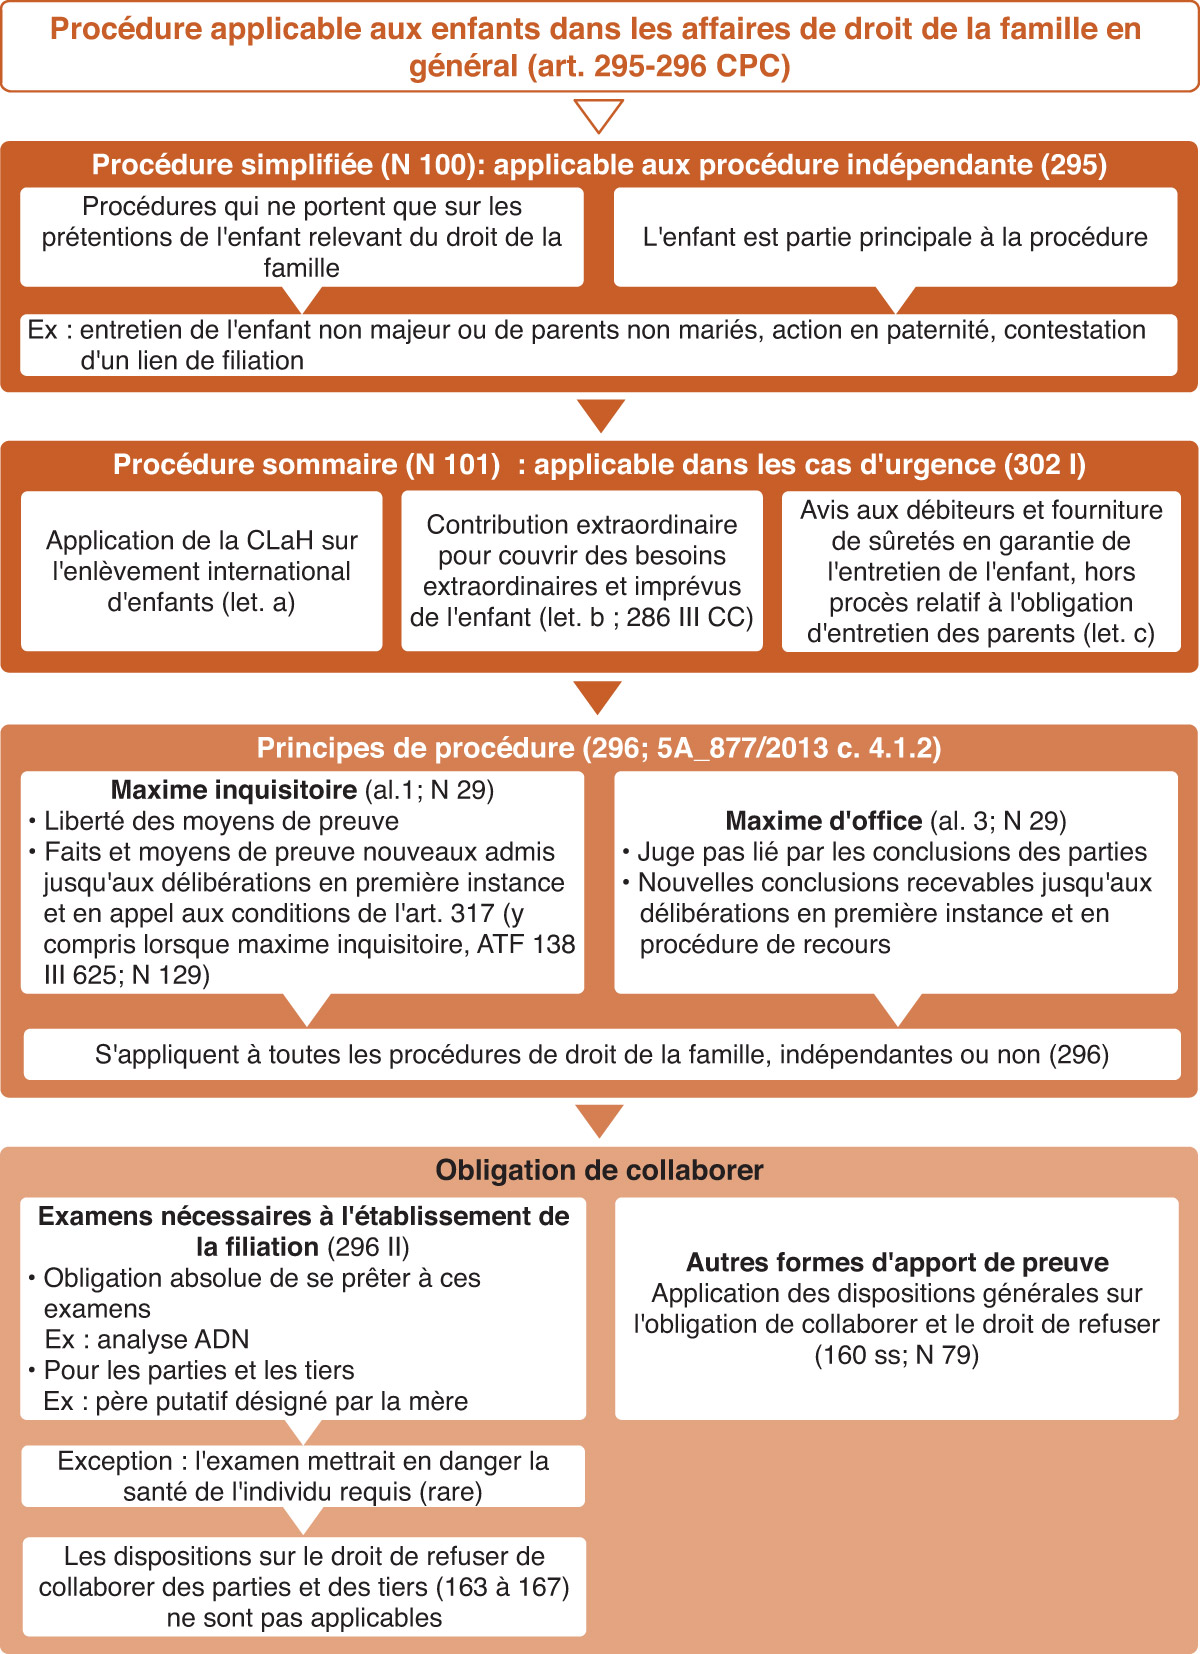 Procédure applicable aux enfants dans les affaires de droit de la famille en
général (art. 295-296 CPC)
Procédure simplifiée (N 100): applicable aux procédure indépendante (295)
Procédures qui ne portent que sur les
prétentions de l'enfant relevant du droit de la
famille
L'enfant est partie principale à la procédure
Ex : entretien de l'enfant non majeur ou de parents non mariés, action en paternité, contestation
d'un lien de filiation
Procédure sommaire (N 101)  : applicable dans les cas d'urgence (302 I)
Application de la CLaH sur
l'enlèvement international
d'enfants (let. a)
Contribution extraordinaire
pour couvrir des besoins
extraordinaires et imprévus
de l'enfant (let. b ; 286 III CC)
Avis aux débiteurs et fourniture
de sûretés en garantie de
l'entretien de l'enfant, hors
procès relatif à l'obligation
d'entretien des parents (let. c)
Principes de procédure (296; 5A_877/2013 c. 4.1.2)
Maxime inquisitoire (al.1; N 29)
• Liberté des moyens de preuve
• Faits et moyens de preuve nouveaux admis
jusqu'aux délibérations en première instance
et en appel aux conditions de l'art. 317 (y
compris lorsque maxime inquisitoire, ATF 138
III 625; N 129)
Maxime d'office (al. 3; N 29)
• Juge pas lié par les conclusions des parties
• Nouvelles conclusions recevables jusqu'aux
délibérations en première instance et en
procédure de recours
S'appliquent à toutes les procédures de droit de la famille, indépendantes ou non (296)
Obligation de collaborer
Examens nécessaires à l'établissement de
la filiation (296 II)
• Obligation absolue de se prêter à ces
examens
Ex : analyse ADN
• Pour les parties et les tiers
Ex : père putatif désigné par la mère
Exception : l'examen mettrait en danger la
santé de l'individu requis (rare)
Les dispositions sur le droit de refuser de
collaborer des parties et des tiers (163 à 167)
ne sont pas applicables
Autres formes d'apport de preuve
Application des dispositions générales sur
l'obligation de collaborer et le droit de refuser
(160 ss; N 79)